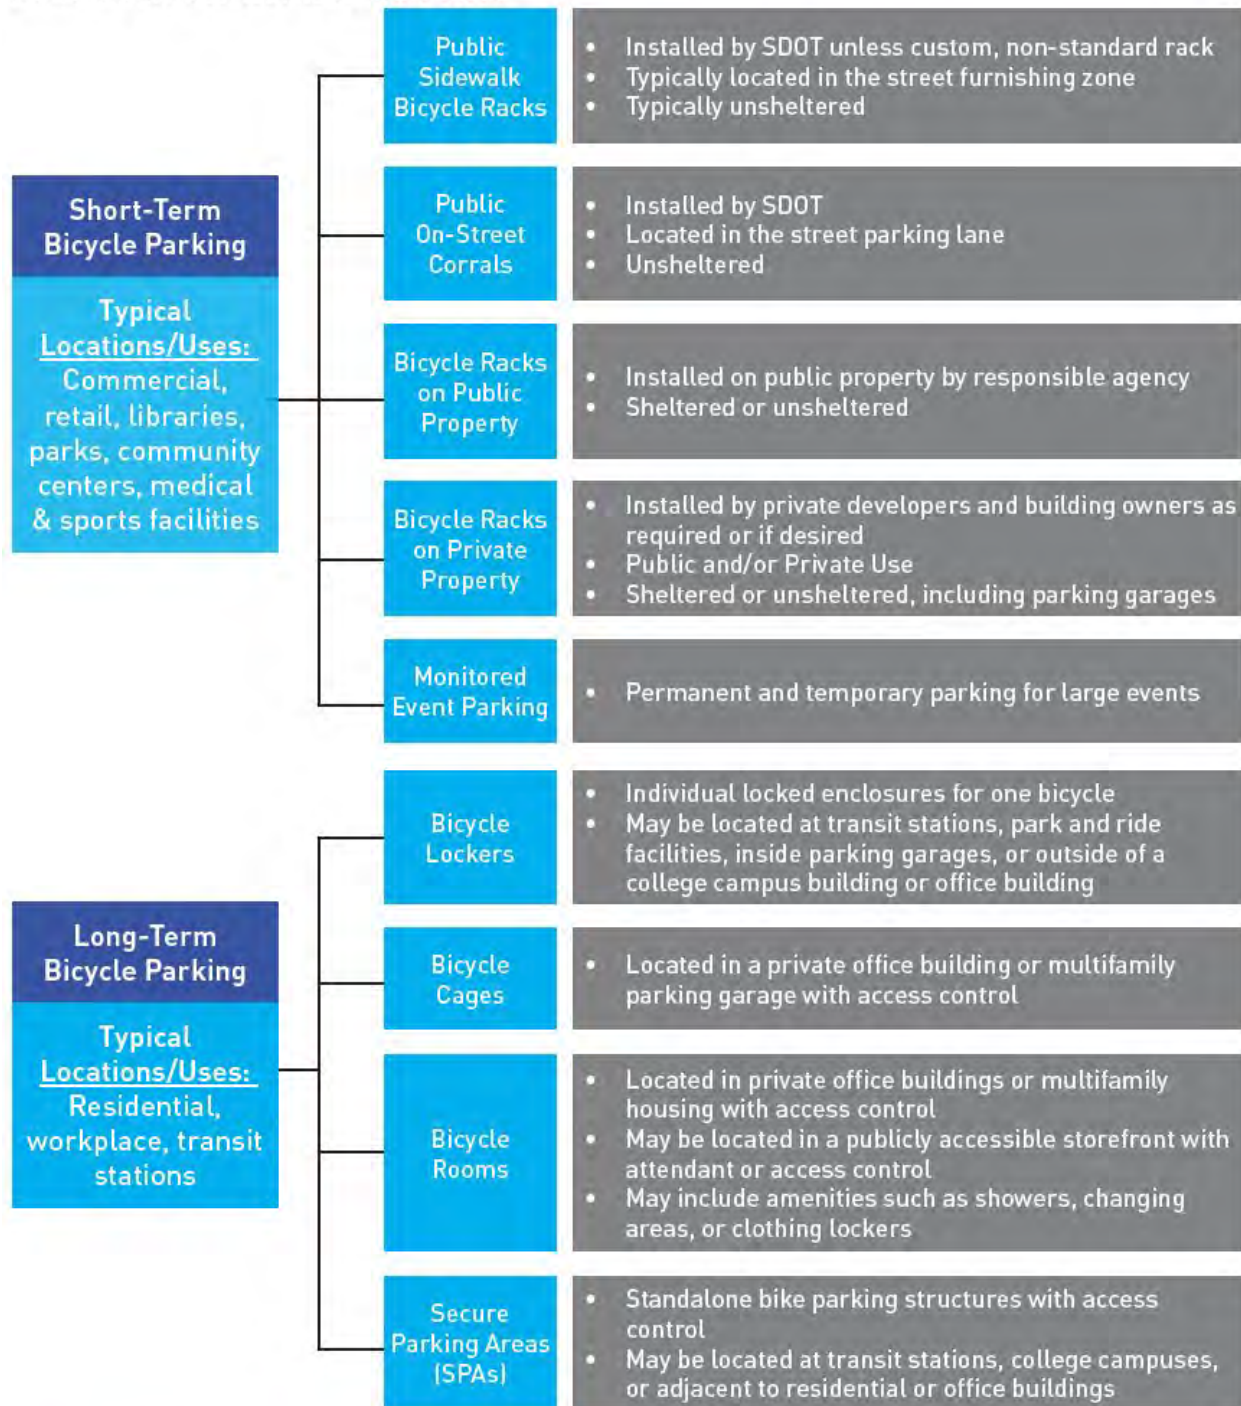 Public
Sidewalk
Bicycle Racks
• Installed by SDOT unless custom, non-standard rack
• Typically located in the street furnishing zone
• Typically unsheltered
Short-Term
Bicycle Parking
Typical
Locations/Uses:
Commercial,
retail, libraries,
parks, community
centers, medical
& sports facilities
Public
On-Street
Corrals
• Installed by SDOT
• Located in the street parking lane
• Unsheltered
Bicycle Racks
on Public
Property
• Installed on public property by responsible agency
• Sheltered or unsheltered
Bicycle Racks
on Private
Property
• Installed by private developers and building owners as
required or if desired
• Public and/or Private Use
• Sheltered or unsheltered, including parking garages
Monitored
Event Parking
• Permanent and temporary parking for large events
Long-Term
Bicycle Parking
Typical
Locations/Uses:
Residential,
workplace, transit
stations
Bicycle
Lockers
• Individual locked enclosures for one bicycle
• May be located at transit stations, park and ride
facilities, inside parking garages, or outside of a
college campus building or office building
Bicycle
Cages
• Located in a private office building or multifamily
parking garage with access control
Bicycle
Rooms
• Located in private office buildings or multifamily
housing with access control
• May be located in a publicly accessible storefront with
attendant or access control
• May include amenities such as showers, changing
areas, or clothing lockers
Secure
Parking Areas
(SPAs)
• Standalone bike parking structures with access
control
• May be located at transit stations, college campuses,
or adjacent to residential or office buildings